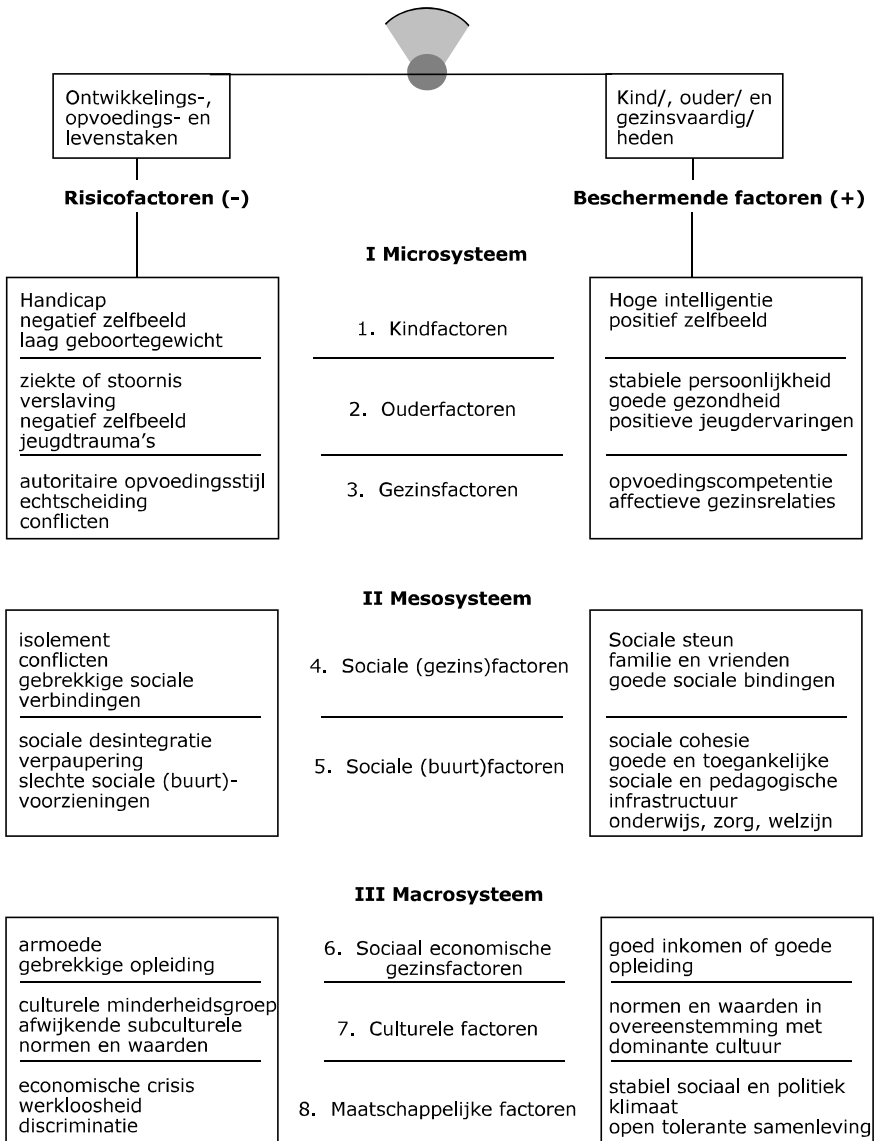 Ontwikkelings-,
opvoedings- en
levenstaken
Kind/, ouder/ en
gezinsvaardig/
heden
Risicofactoren (-)
Beschermende factoren (+)
I Microsysteem
Handicap
negatief zelfbeeld
laag geboortegewicht
1. Kindfactoren
Hoge intelligentie
positief zelfbeeld
ziekte of stoornis
verslaving
negatief zelfbeeld
jeugdtrauma's
2. Ouderfactoren
stabiele persoonlijkheid
goede gezondheid
positieve jeugdervaringen
autoritaire opvoedingsstijl
echtscheiding
conflicten
3. Gezinsfactoren
opvoedingscompetentie
affectieve gezinsrelaties
II Mesosysteem
isolement
conflicten
gebrekkige sociale
verbindingen
4. Sociale (gezins)factoren
Sociale steun
familie en vrienden
goede sociale bindingen
sociale desintegratie
verpaupering
slechte sociale (buurt)-
voorzieningen
5. Sociale (buurt)factoren
sociale cohesie
goede en toegankelijke
sociale en pedagogische
infrastructuur
onderwijs, zorg, welzijn
III Macrosysteem
armoede
gebrekkige opleiding
6. Sociaal economische
gezinsfactoren
goed inkomen of goede
opleiding
culturele minderheidsgroep
afwijkende subculturele
normen en waarden
7. Culturele factoren
normen en waarden in
overeenstemming met
dominante cultuur
economische crisis
werkloosheid
discriminatie
8. Maatschappelijke factoren
stabiel sociaal en politiek
klimaat
open tolerante samenleving